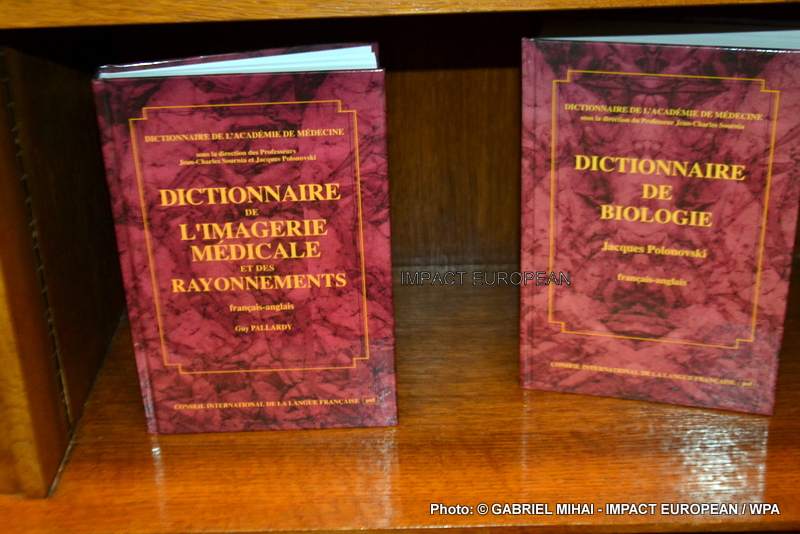 DICTIONNAIRE DE L'ACADÉMIE DE MÉDECINE
sous la direction des Professeurs
Jean-Charles Sournia et Jacques Polonovski
DICTIONNAIRE
DE
L'IMAGERIE
MÉDICALE
ET DES
RAYONNEMENTS
français-anglais
Guy PALLARDY
CONSEIL INTERNATIONAL DE LA LANGUE FRANÇAISE / puf
DICTIONNAIRE DE L'ACADÉMIE DE MÉDECINE
sous la direction du Professeur Jean-Charles Sournia
DICTIONNAIRE
DE
BIOLOGIE
Jacques Polonovski
français-anglais
CONSEIL INTERNATIONAL DE LA LANGUE FRANÇAISE / puf
IMPACT EUROPEAN
Photo: © GABRIEL MIHAI - IMPACT EUROPEAN / WPA